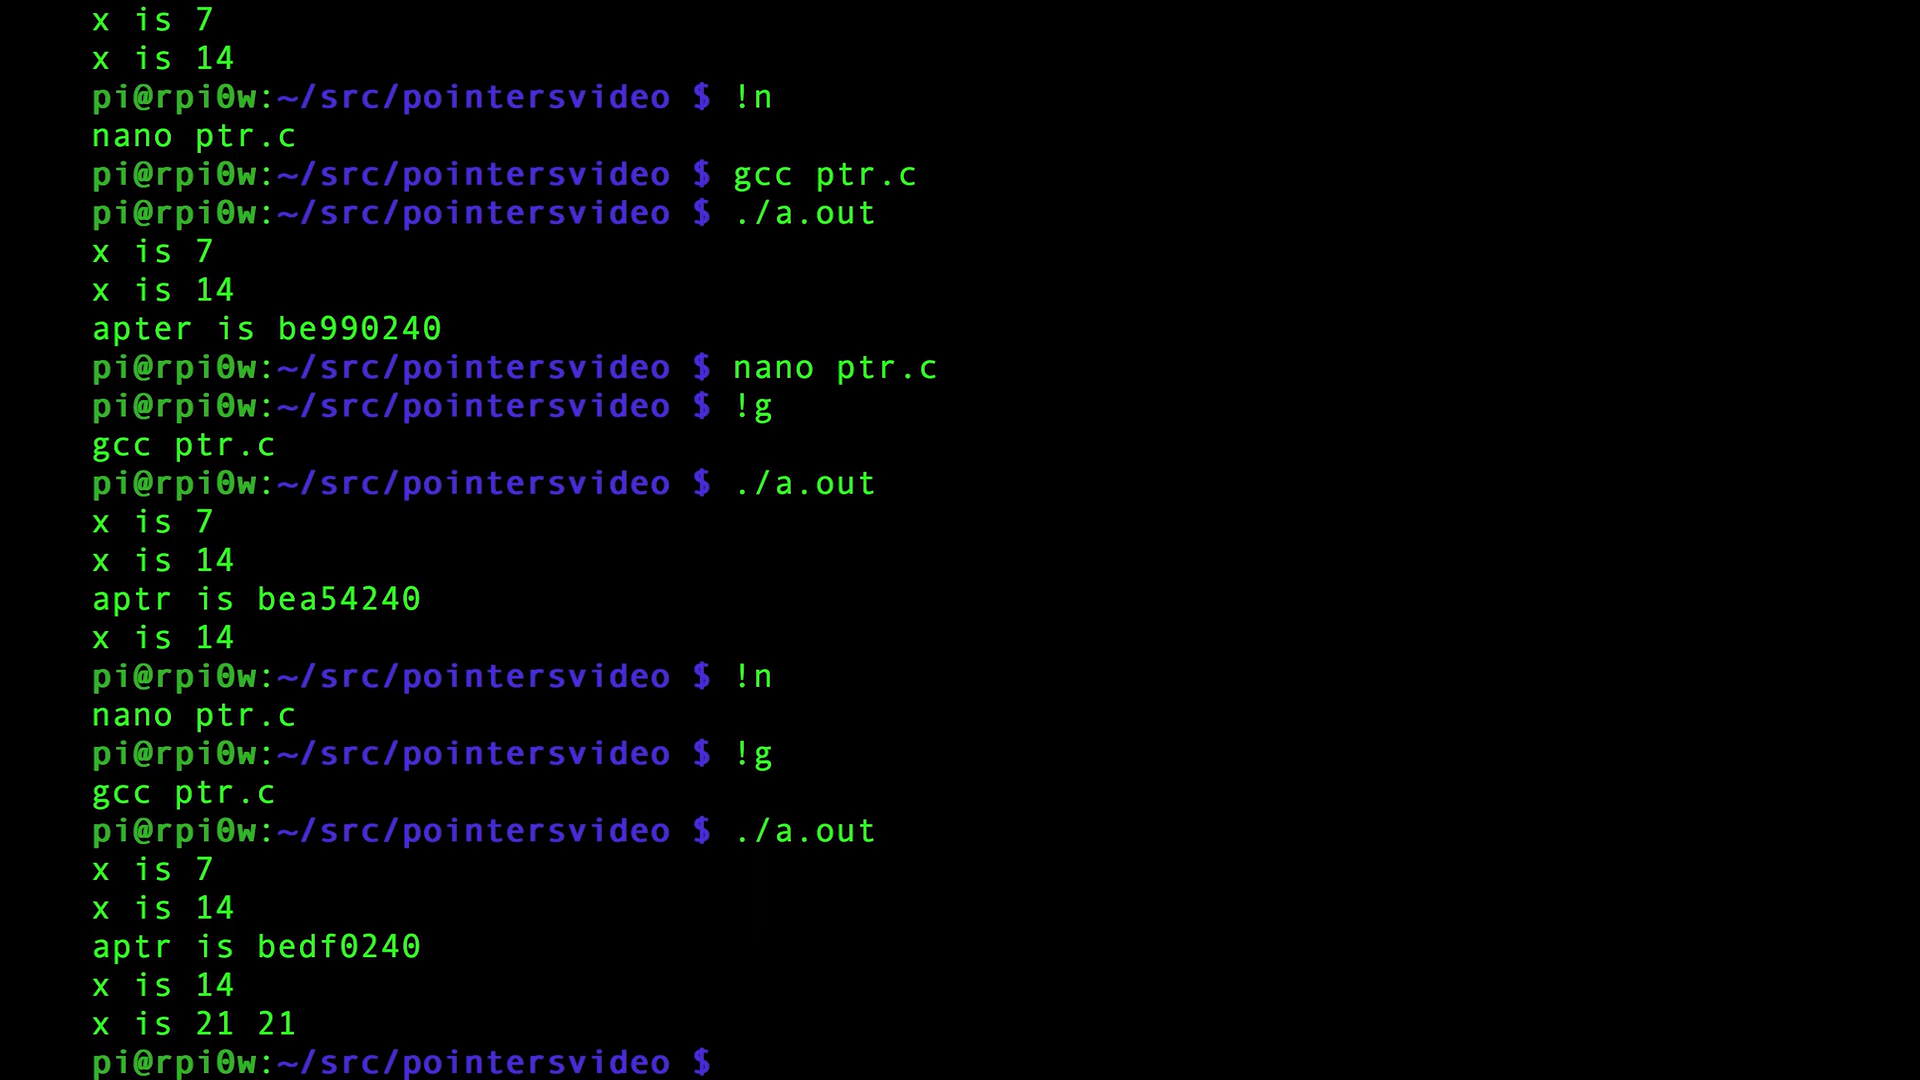 x is 7
x is 14
pi@rpi0w:~/src/pointersvideo $ !n
nano ptr.c
pi@rpi0w:~/src/pointersvideo $ gcc ptr.c
pi@rpi0w:~/src/pointersvideo $ ./a.out
x is 7
x is 14
apter is be990240
pi@rpi0w:~/src/pointersvideo $ nano ptr.c
pi@rpi0w:~/src/pointersvideo $ !g
gcc ptr.c
pi@rpi0w:~/src/pointersvideo $ ./a.out
x is 7
x is 14
aptr is bea54240
x is 14
pi@rpi0w:~/src/pointersvideo $ !n
nano ptr.c
pi@rpi0w:~/src/pointersvideo $ !g
gcc ptr.c
pi@rpi0w:~/src/pointersvideo $ ./a.out
x is 7
x is 14
aptr is bedf0240
x is 14
x is 21 21
pi@rpi0w:~/src/pointersvideo $